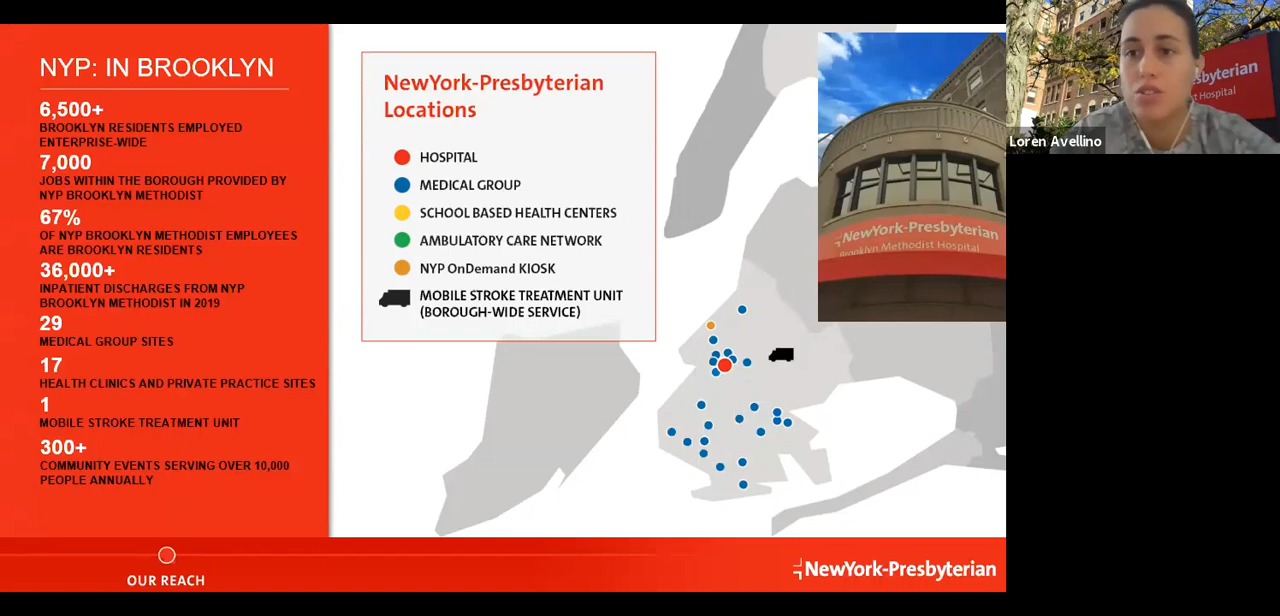 NYP: IN BROOKLYN
6,500+
BROOKLYN RESIDENTS EMPLOYED
ENTERPRISE-WIDE
7,000
JOBS WITHIN THE BOROUGH PROVIDED BY
NYP BROOKLYN METHODIST
67%
OF NYP BROOKLYN METHODIST EMPLOYEES
ARE BROOKLYN RESIDENTS
36,000+
INPATIENT DISCHARGES FROM NYP
BROOKLYN METHODIST IN 2019
29
MEDICAL GROUP SITES
17
HEALTH CLINICS AND PRIVATE PRACTICE SITES
1
MOBILE STROKE TREATMENT UNIT
300+
COMMUNITY EVENTS SERVING OVER 10,000
PEOPLE ANNUALLY
NewYork-Presbyterian
Locations
HOSPITAL
MEDICAL GROUP
SCHOOL BASED HEALTH CENTERS
AMBULATORY CARE NETWORK
NYP OnDemand KIOSK
MOBILE STROKE TREATMENT UNIT
(BOROUGH-WIDE SERVICE)
NewYork-Presbyterian
Brooklyn Methodist Hospital
sbyterian
st Hospital
Loren Avellino
OUR REACH
NewYork-Presbyterian